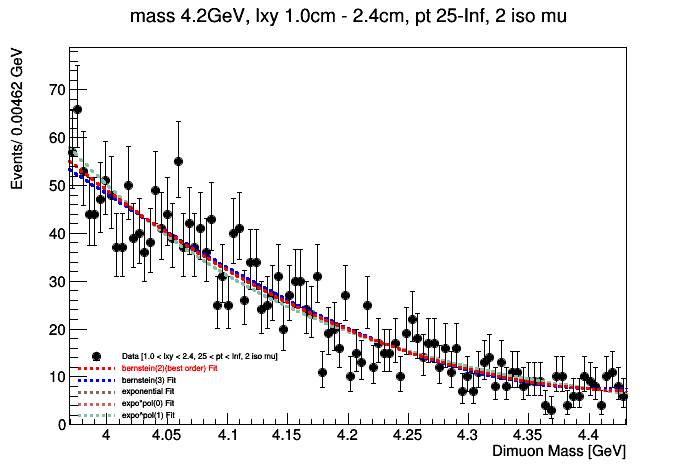 mass 4.2GeV, lxy 1.0cm - 2.4cm, pt 25-Inf, 2 iso mu
Events/ 0.00462 GeV
70
60
50
40
30
20
10
0
Data [1.0 < lxy < 2.4, 25 < pt < Inf, 2 iso mu]
bernstein(2)(best order) Fit
bernstein(3) Fit
exponential Fit
expo*pol(0) Fit
expo*pol(1) Fit
4 4.05 4.1 4.15 4.2 4.25 4.3 4.35 4.4
Dimuon Mass [GeV]